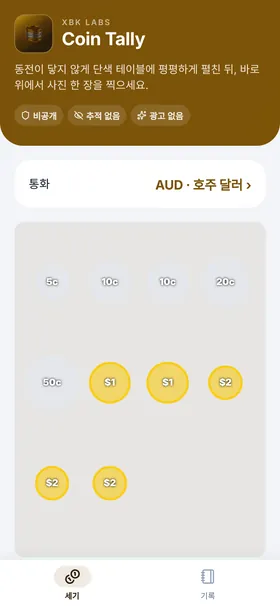 XBK LABS
Coin Tally
동전이 닿지 않게 단색 테이블에 평평하게 펼친 뒤, 바로
위에서 사진 한 장을 찍으세요.
비공개 추적 없음 광고 없음
통화 AUD · 호주 달러 ›
5c 10c 10c 20c
50c $1 $1 $2
$2 $2
세기 기록